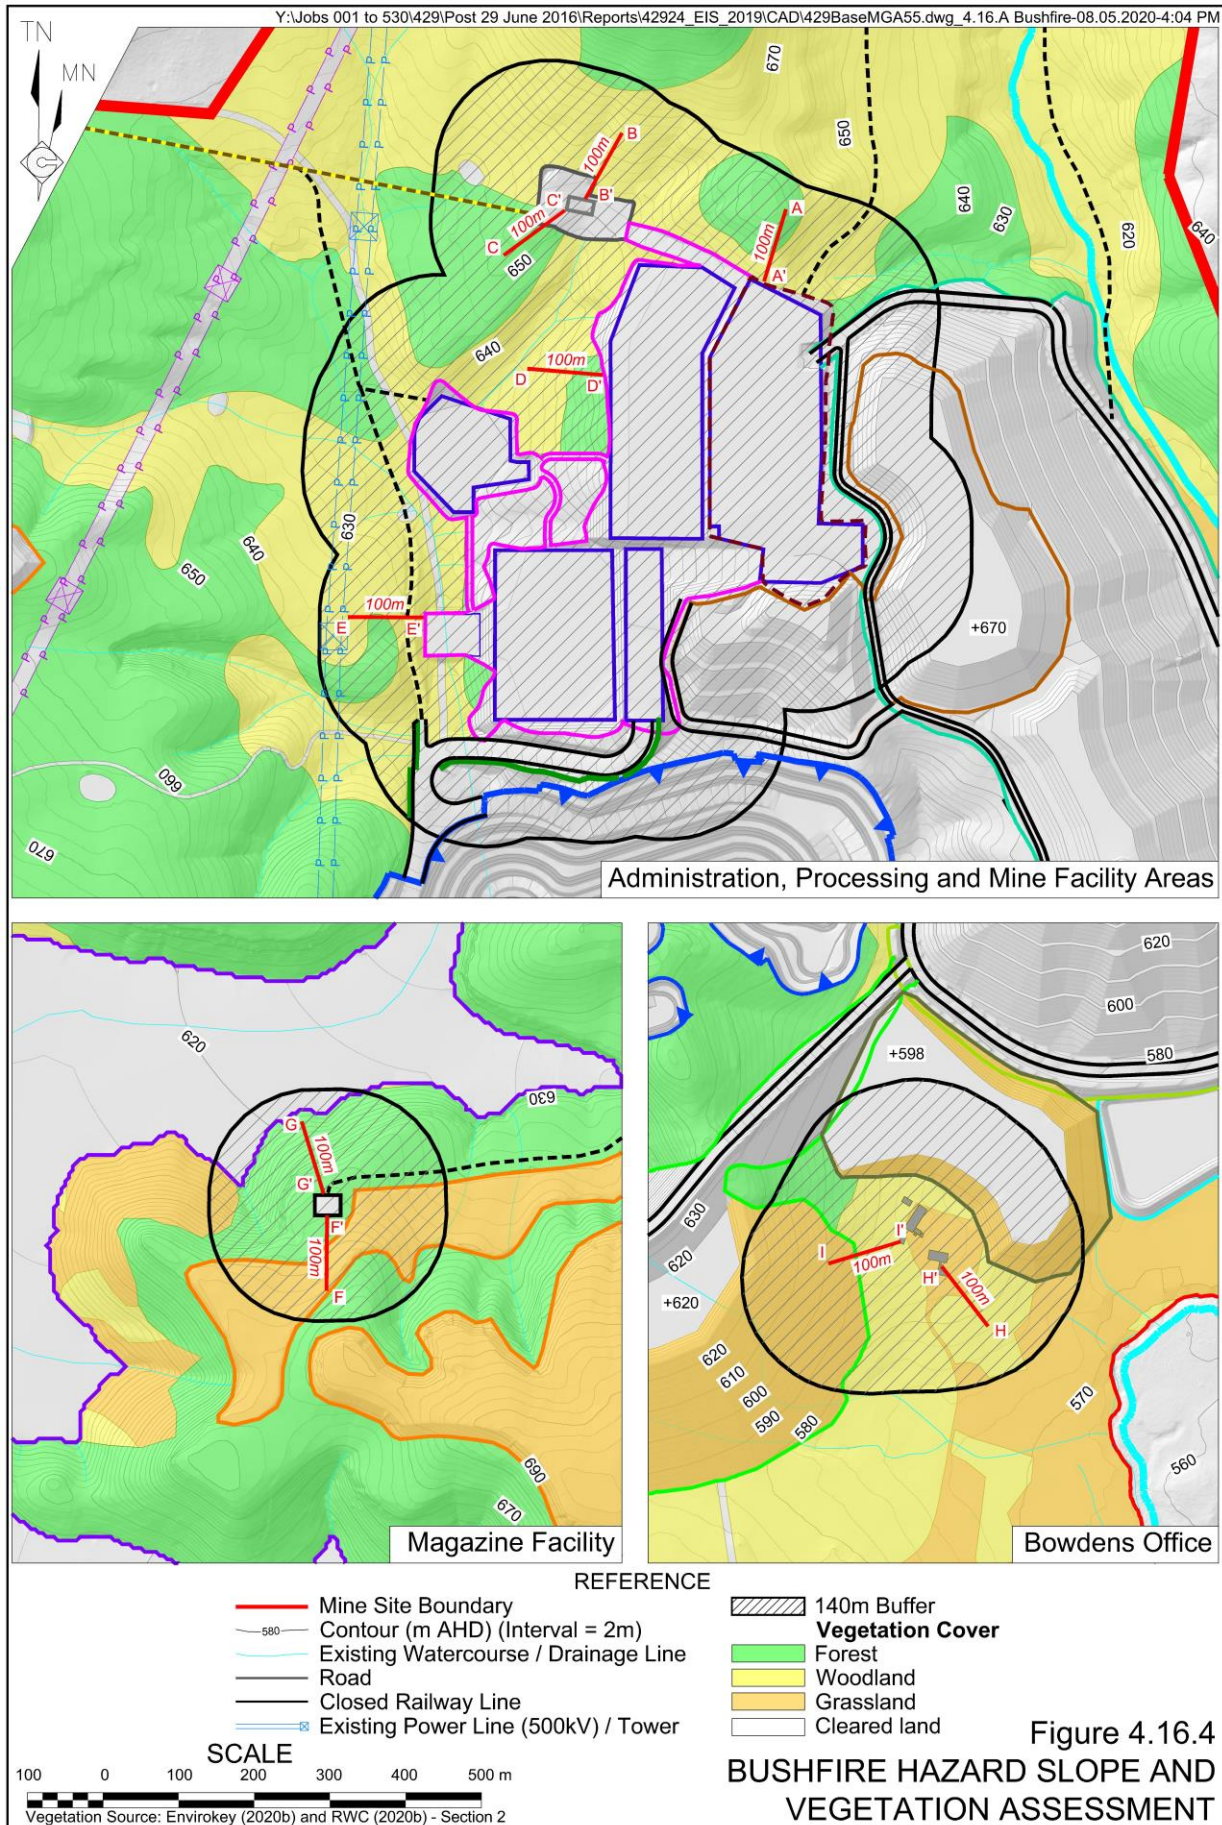 Y:\Jobs 001 to 530\429\Post 29 June 2016\Reports\42924_EIS_2019\CAD\429BaseMGA55.dwg_4.16.A Bushfire-08.05.2020-4:04 PM
TN
MN
670
650
640
630
620
640
B
100m
B'
C'
100m
C
650
A
100m
A'
640
D
100m
D'
630
640
650
E
100m
E'
+670
660
670
Administration, Processing and Mine Facility Areas
620
630
G
100m
G'
F'
100m
F
690
670
Magazine Facility
620
600
580
+598
630
620
+620
I
I'
100m
H'
100m
H
620
610
600
590
580
570
560
Bowdens Office
REFERENCE
Mine Site Boundary
580 Contour (m AHD) (Interval = 2m)
Existing Watercourse / Drainage Line
Road
Closed Railway Line
Existing Power Line (500kV) / Tower
140m Buffer
Vegetation Cover
Forest
Woodland
Grassland
Cleared land
SCALE
100 0 100 200 300 400 500 m
Vegetation Source: Envirokey (2020b) and RWC (2020b) - Section 2
Figure 4.16.4
BUSHFIRE HAZARD SLOPE AND
VEGETATION ASSESSMENT